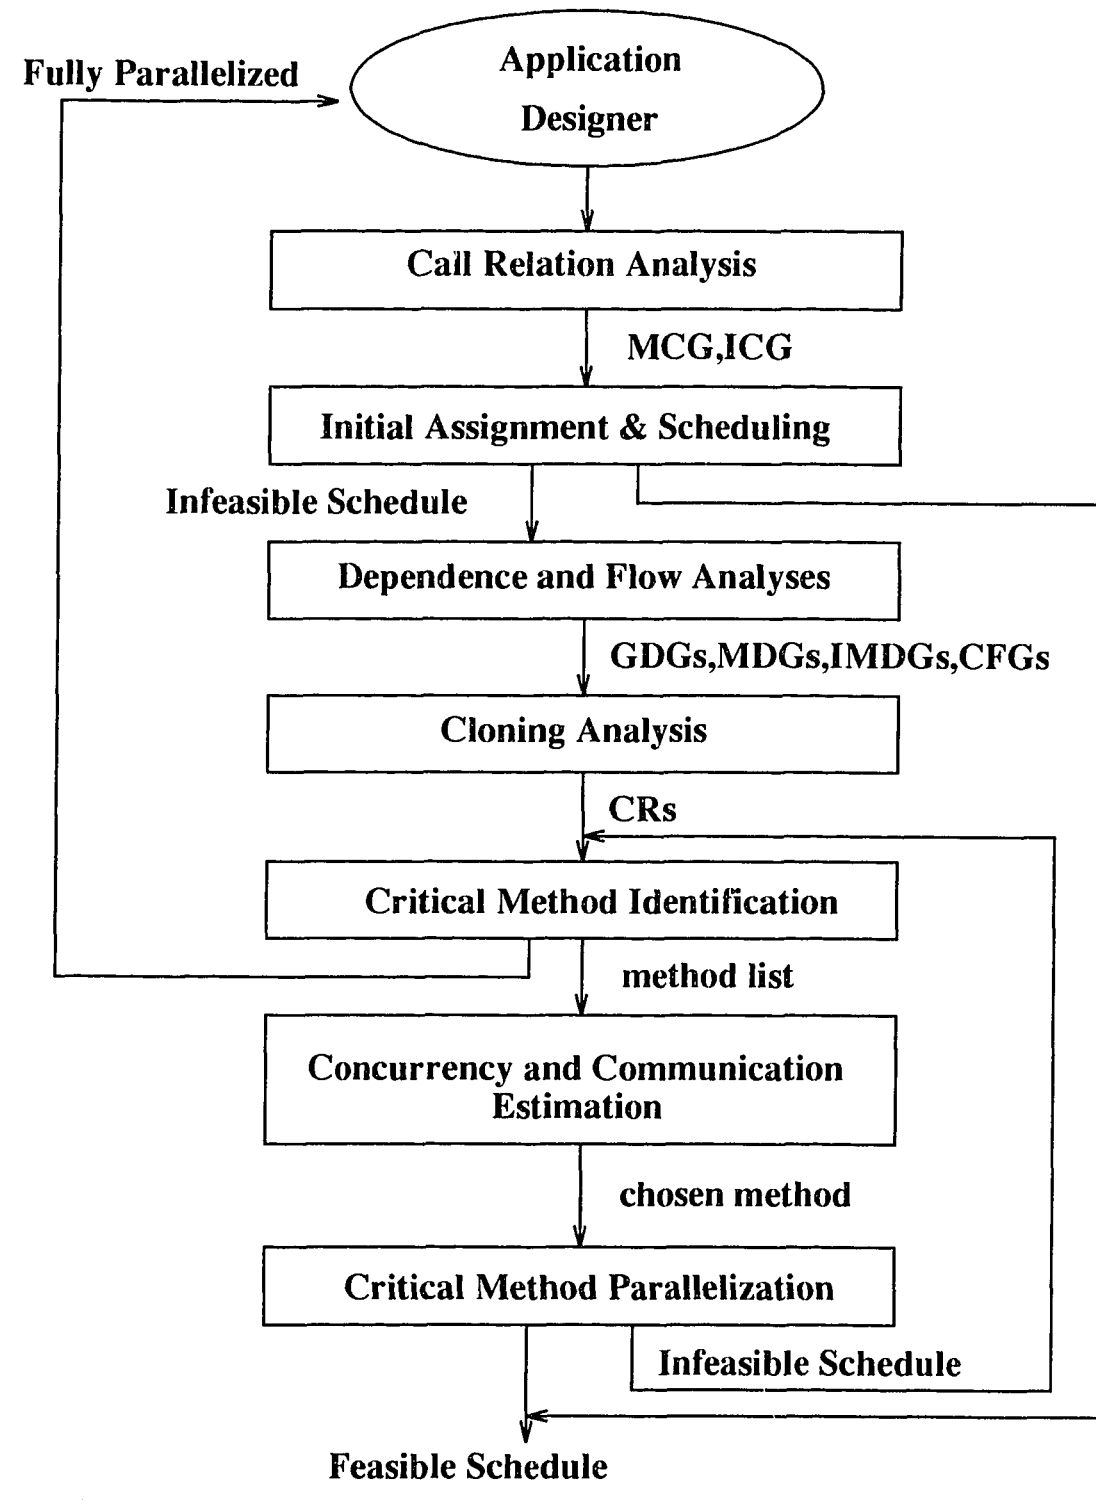 Application
Designer
Fully Parallelized
Call Relation Analysis
MCG,ICG
Initial Assignment & Scheduling
Infeasible Schedule
Dependence and Flow Analyses
GDGs,MDGs,IMDGs,CFGs
Cloning Analysis
CRs
Critical Method Identification
method list
Concurrency and Communication
Estimation
chosen method
Critical Method Parallelization
Infeasible Schedule
Feasible Schedule